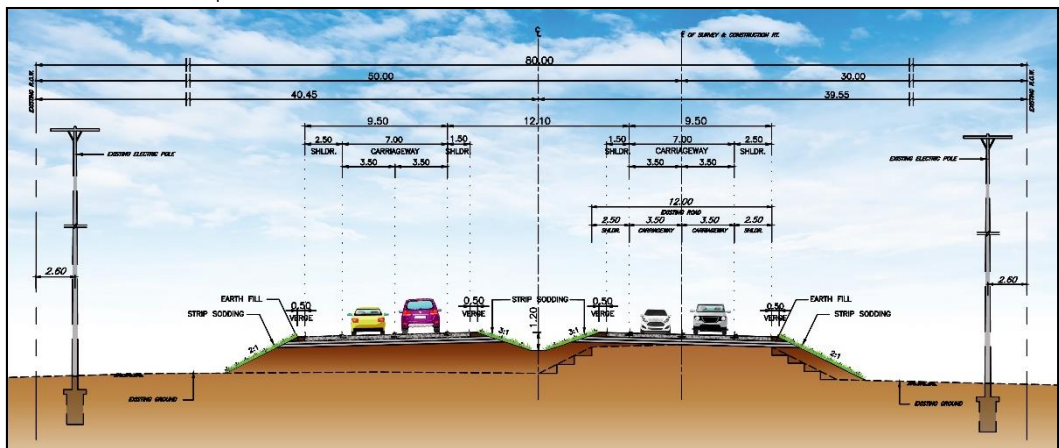 ℄
℄ OF SURVEY & CONSTRUCTION RT.
EXISTING R.O.W.
EXISTING R.O.W.
80.00
50.00 30.00
40.45 39.55
9.50 12.10 9.50
2.50 7.00 1.50 1.50 7.00 2.50
SHLDR. CARRIAGEWAY SHLDR. SHLDR. CARRIAGEWAY SHLDR.
3.50 3.50 3.50 3.50
EXISTING ELECTRIC POLE
EXISTING ELECTRIC POLE
12.00
EXISTING ROAD
2.50 3.50 3.50 2.50
SHLDR. CARRIAGEWAY CARRIAGEWAY SHLDR.
2.60 2.60
EARTH FILL 0.50 0.50 STRIP SODDING 0.50 0.50 EARTH FILL
STRIP SODDING VERGE VERGE 1.20 VERGE VERGE STRIP SODDING
2:1 3:1 3:1 2:1
EXISTING GROUND EXISTING GROUND